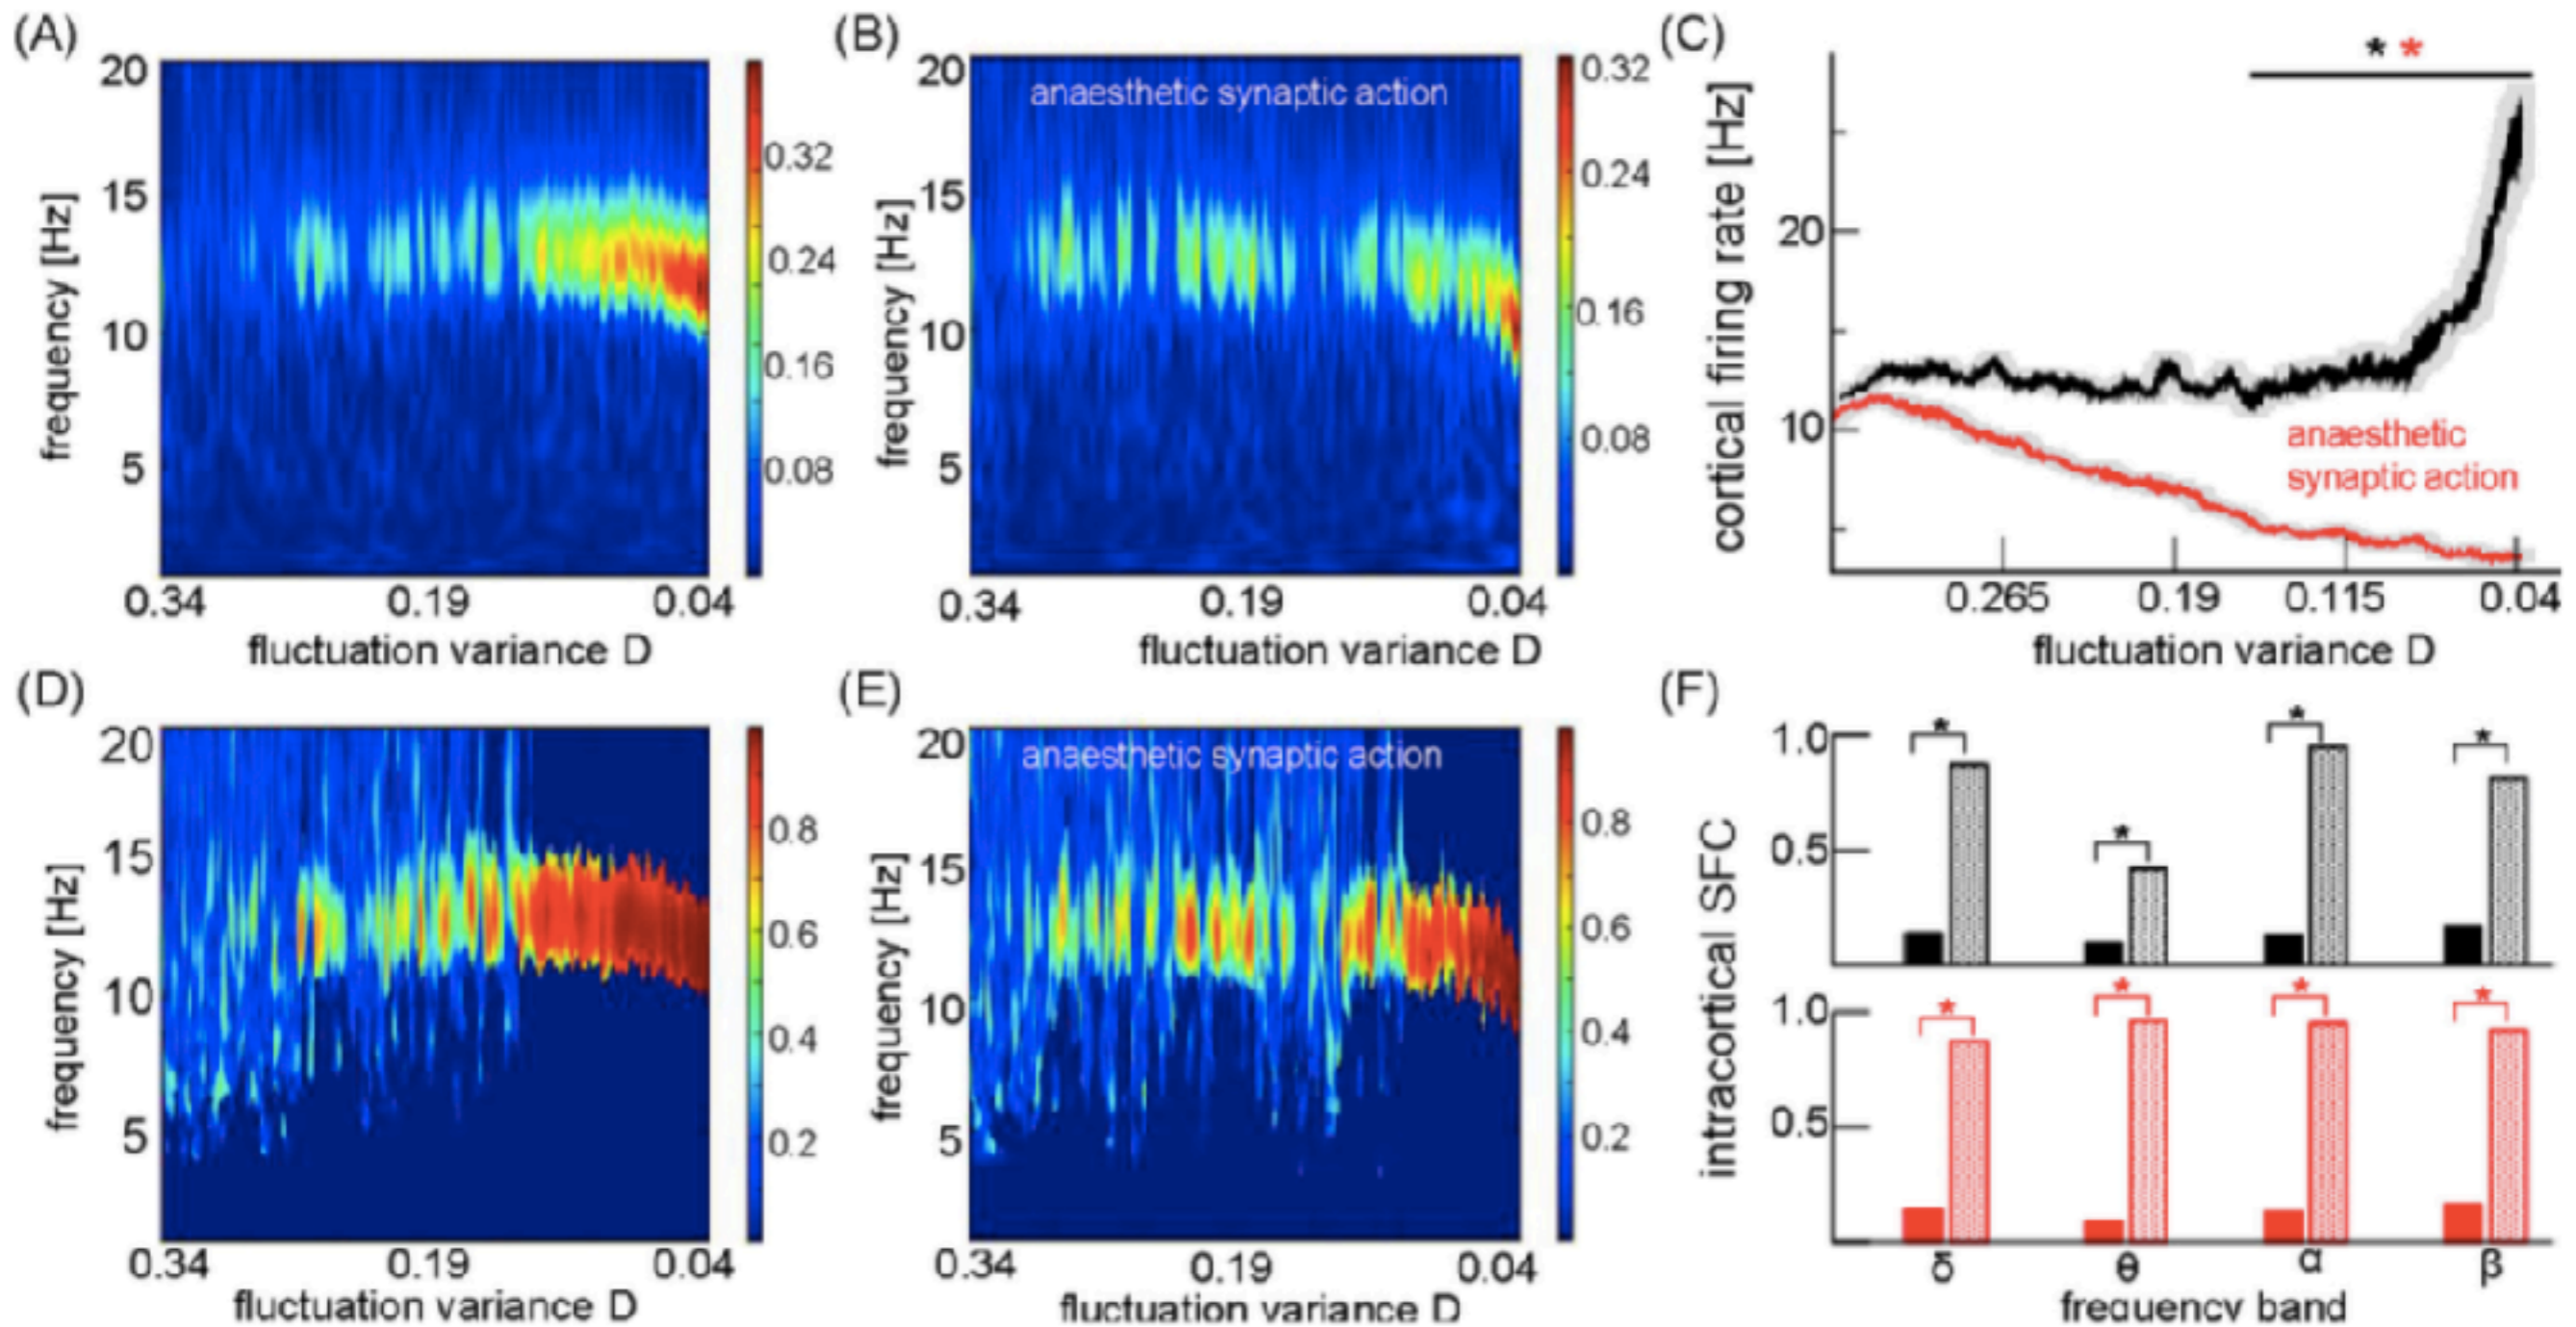 (A)
frequency [Hz]
20
15
10
5
0.34 0.19 0.04
fluctuation variance D
0.32
0.24
0.16
0.08
(B)
anaesthetic synaptic action
frequency [Hz]
20
15
10
5
0.34 0.19 0.04
fluctuation variance D
0.32
0.24
0.16
0.08
(C)
* *
cortical firing rate [Hz]
20
10
anaesthetic
synaptic action
0.265 0.19 0.115 0.04
fluctuation variance D
(D)
frequency [Hz]
20
15
10
5
0.34 0.19 0.04
fluctuation variance D
0.8
0.6
0.4
0.2
(E)
anaesthetic synaptic action
frequency [Hz]
20
15
10
5
0.34 0.19 0.04
fluctuation variance D
0.8
0.6
0.4
0.2
(F)
intracortical SFC
1.0
0.5
* * * *
1.0
0.5
* * * *
δ θ α β
frequency band